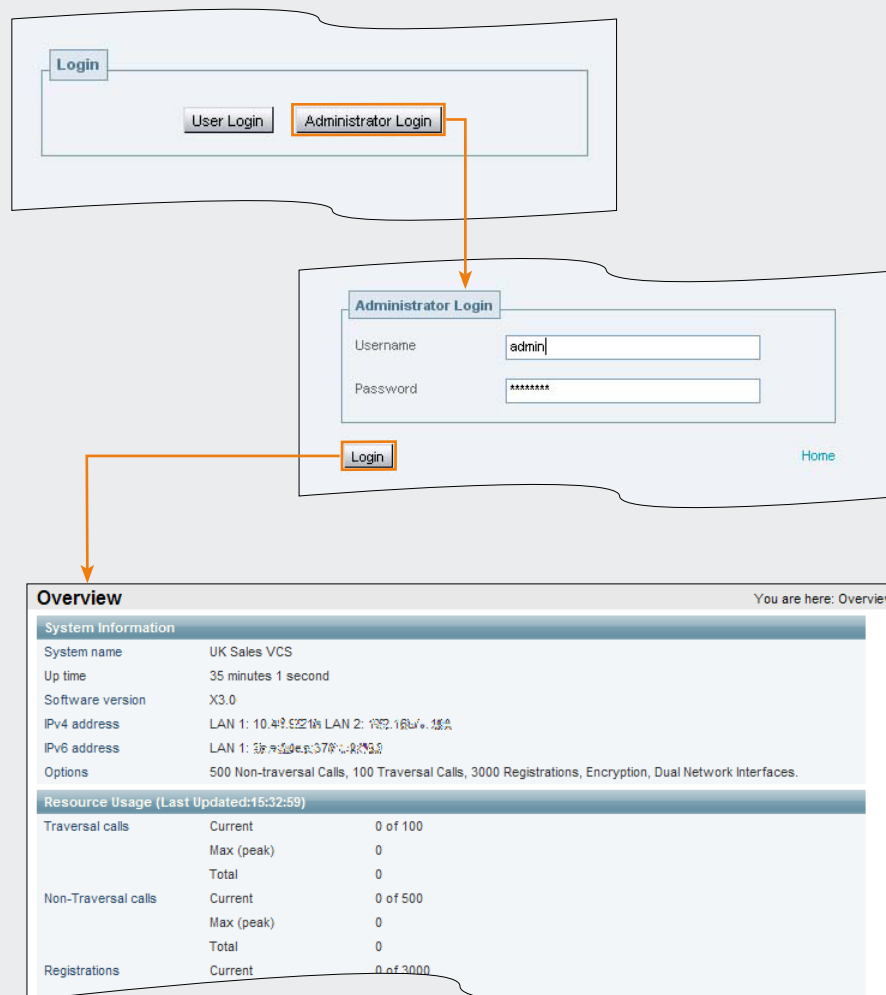 Login
User Login Administrator Login
Administrator Login
Username admin
Password ********
Login Home
Overview You are here: Overview
System Information
System name UK Sales VCS
Up time 35 minutes 1 second
Software version X3.0
IPv4 address LAN 1: LAN 2:
IPv6 address LAN 1:
Options 500 Non-traversal Calls, 100 Traversal Calls, 3000 Registrations, Encryption, Dual Network Interfaces.
Resource Usage (Last Updated:15:32:59)
Traversal calls Current 0 of 100
Max (peak) 0
Total 0
Non-Traversal calls Current 0 of 500
Max (peak) 0
Total 0
Registrations Current 0 of 3000